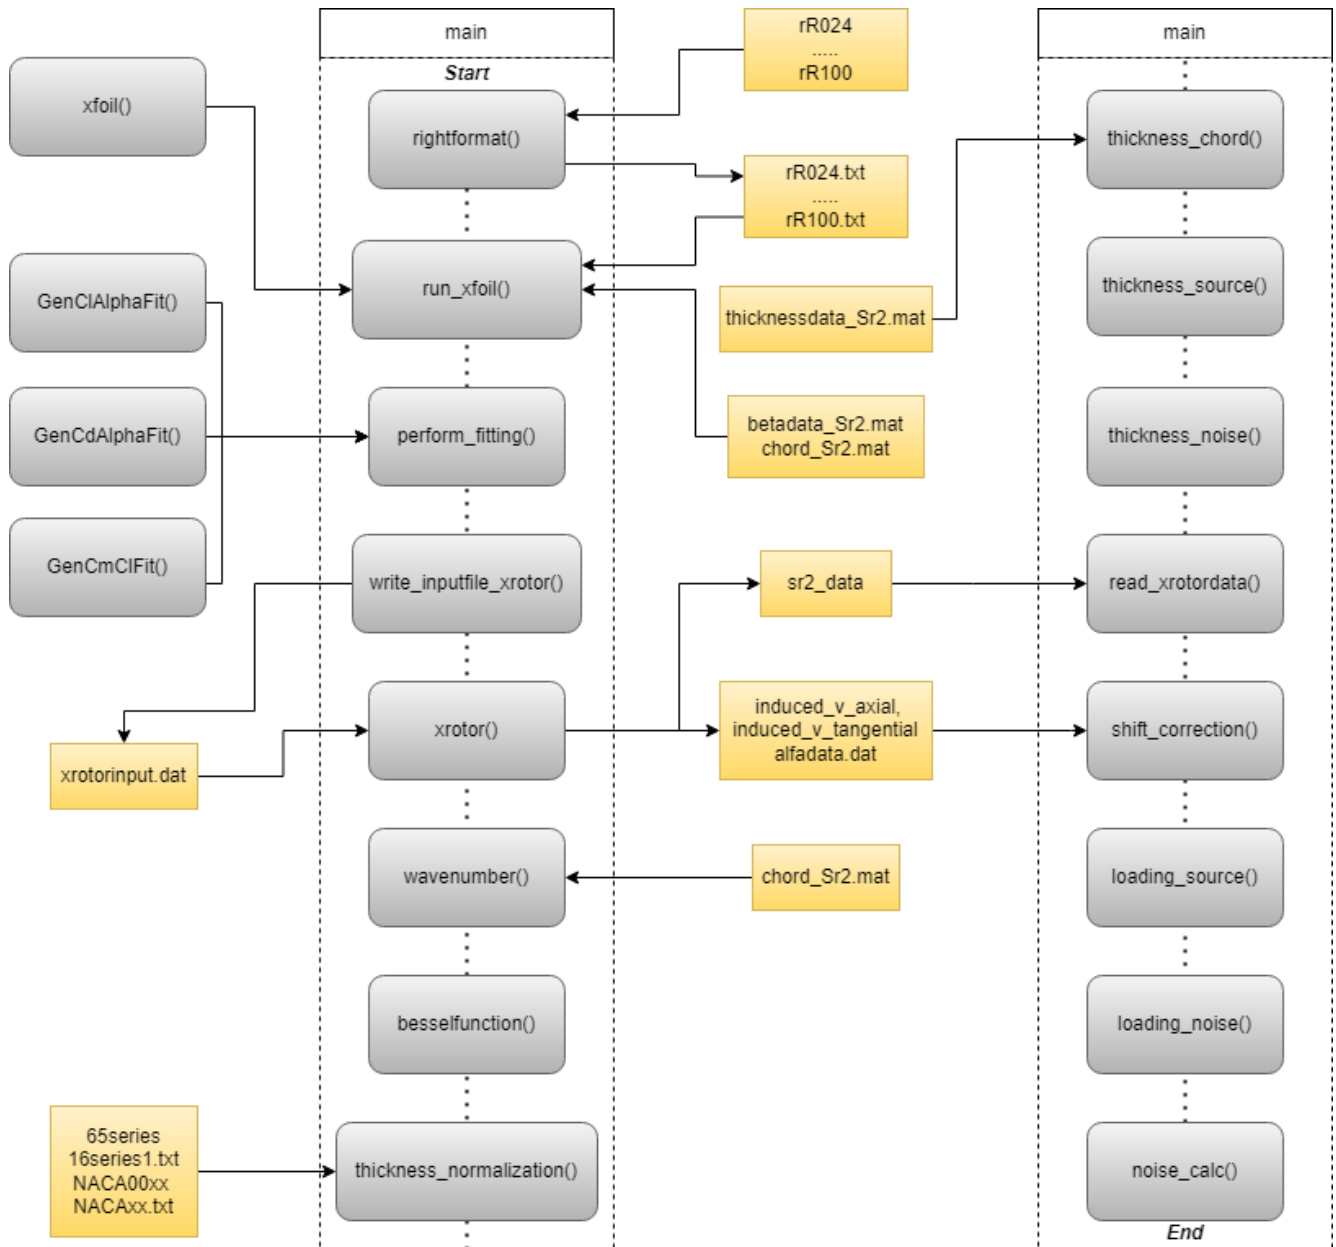 main
Start
rR024
.....
rR100
main
xfoil()
rightformat()
thickness_chord()
rR024.txt
.....
rR100.txt
GenClAlphaFit()
run_xfoil()
thicknessdata_Sr2.mat
thickness_source()
GenCdAlphaFit()
perform_fitting()
betadata_Sr2.mat
chord_Sr2.mat
thickness_noise()
GenCmClFit()
write_inputfile_xrotor()
sr2_data
read_xrotordata()
xrotorinput.dat
xrotor()
induced_v_axial,
induced_v_tangential
alfadata.dat
shift_correction()
wavenumber()
chord_Sr2.mat
loading_source()
besselfunction()
loading_noise()
65series
16series1.txt
NACA00xx
NACAxx.txt
thickness_normalization()
noise_calc()
End